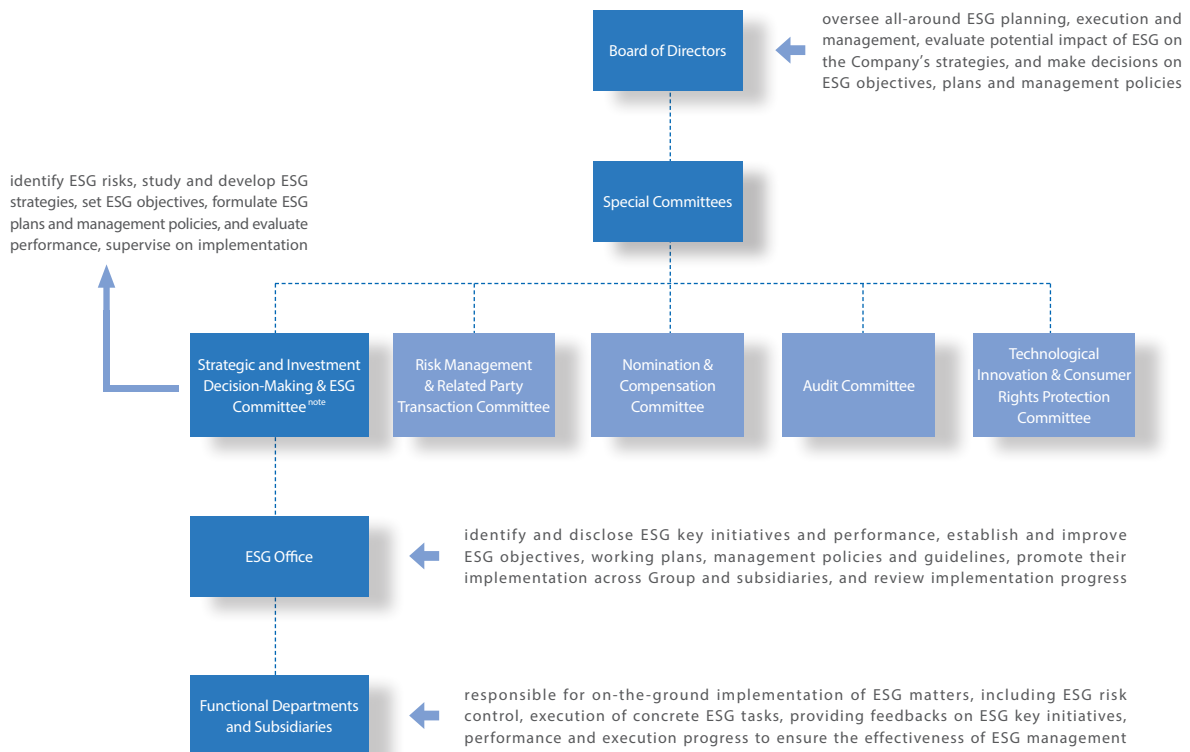 Board of Directors
oversee all-around ESG planning, execution and
management, evaluate potential impact of ESG on
the Company's strategies, and make decisions on
ESG objectives, plans and management policies
Special Committees
identify ESG risks, study and develop ESG
strategies, set ESG objectives, formulate ESG
plans and management policies, and evaluate
performance, supervise on implementation
Strategic and Investment
Decision-Making & ESG
Committee note
Risk Management
& Related Party
Transaction Committee
Nomination &
Compensation
Committee
Audit Committee
Technological
Innovation & Consumer
Rights Protection
Committee
ESG Office
identify and disclose ESG key initiatives and performance, establish and improve
ESG objectives, working plans, management policies and guidelines, promote their
implementation across Group and subsidiaries, and review implementation progress
Functional Departments
and Subsidiaries
responsible for on-the-ground implementation of ESG matters, including ESG risk
control, execution of concrete ESG tasks, providing feedbacks on ESG key initiatives,
performance and execution progress to ensure the effectiveness of ESG management